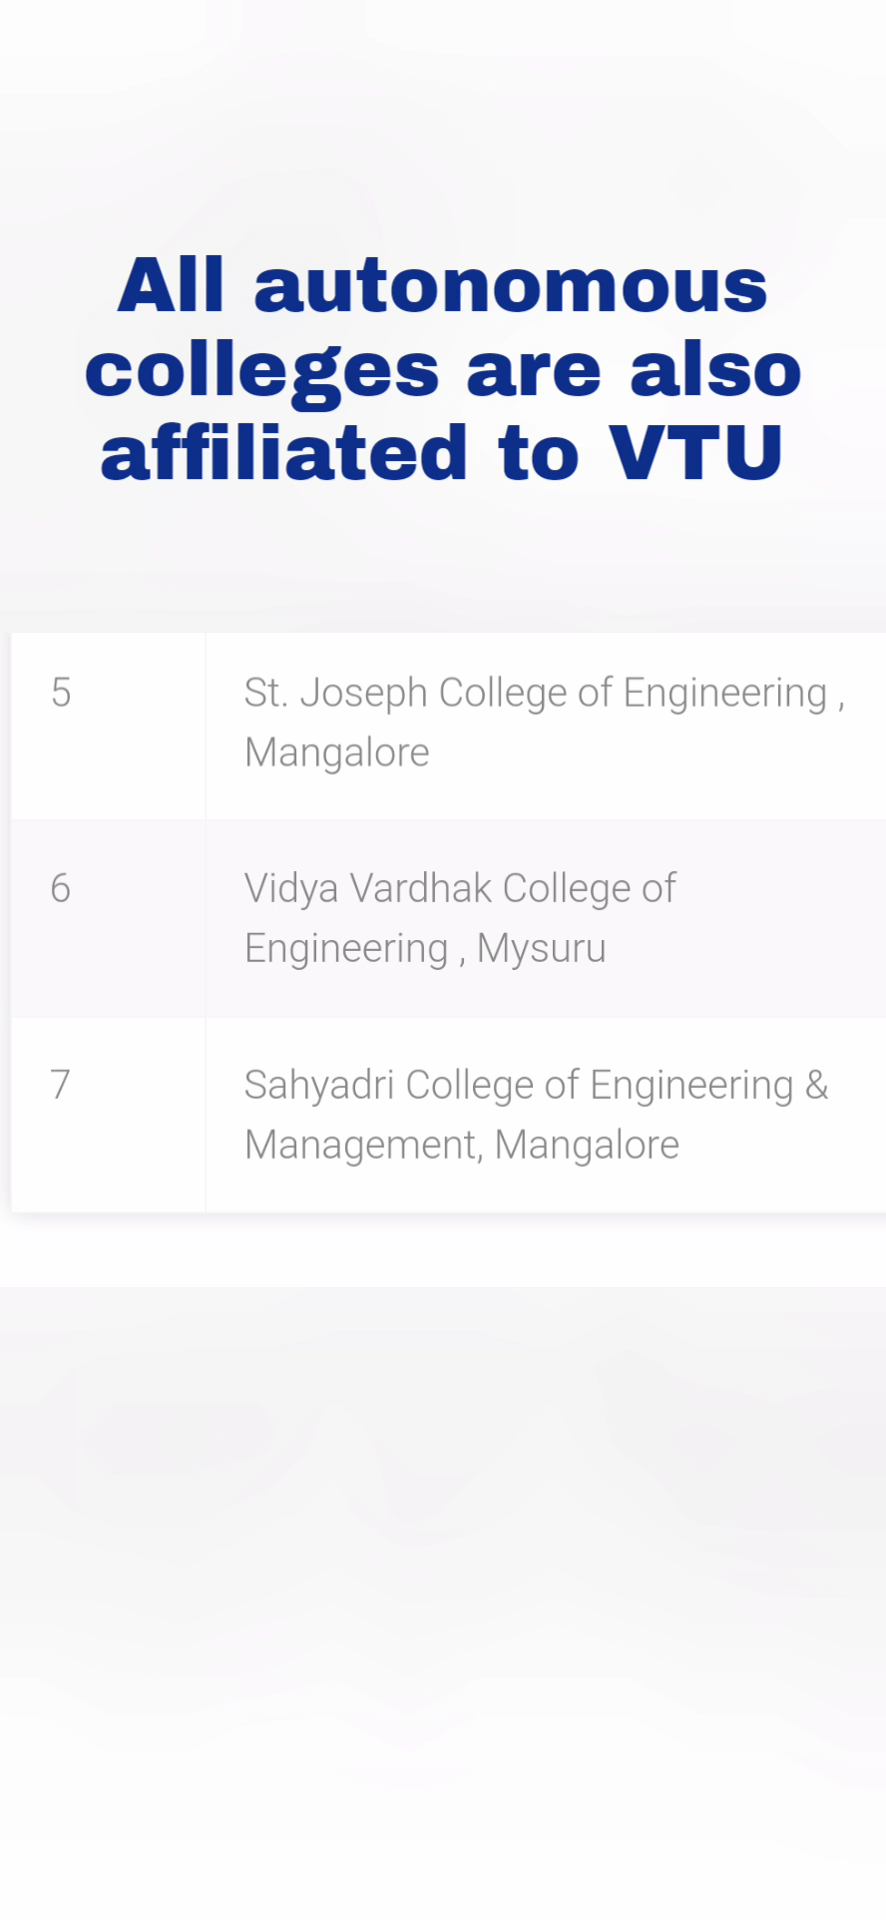 All autonomous
colleges are also
affiliated to VTU
5
St. Joseph College of Engineering ,
Mangalore
6
Vidya Vardhak College of
Engineering , Mysuru
7
Sahyadri College of Engineering &
Management, Mangalore